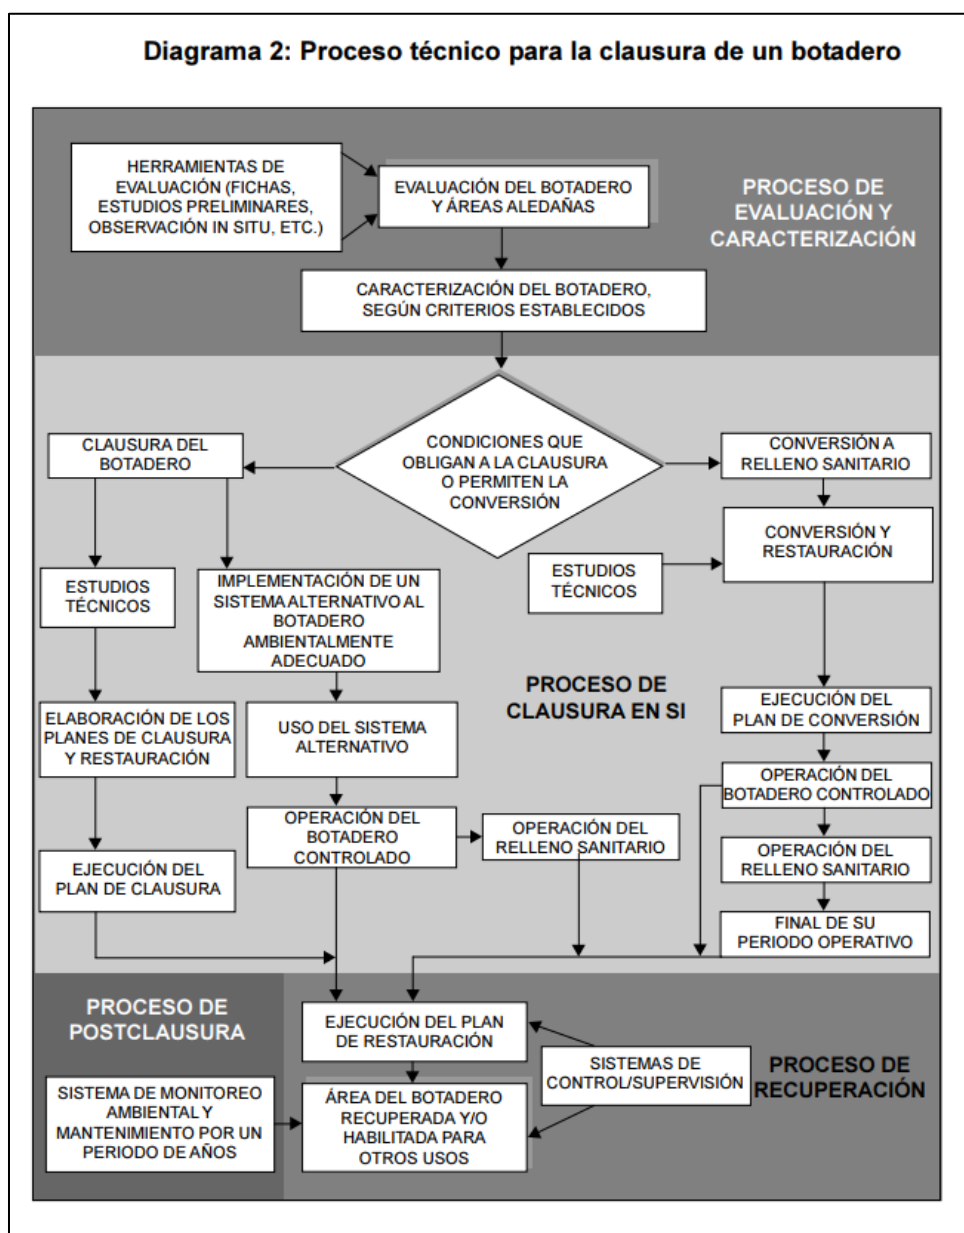 Diagrama 2: Proceso técnico para la clausura de un botadero
HERRAMIENTAS DE
EVALUACIÓN (FICHAS,
ESTUDIOS PRELIMINARES,
OBSERVACIÓN IN SITU, ETC.)
EVALUACIÓN DEL BOTADERO
Y ÁREAS ALEDAÑAS
PROCESO DE
EVALUACIÓN Y
CARACTERIZACIÓN
CARACTERIZACIÓN DEL BOTADERO,
SEGÚN CRITERIOS ESTABLECIDOS
CLAUSURA DEL
BOTADERO
CONDICIONES QUE
OBLIGAN A LA CLAUSURA
O PERMITEN LA
CONVERSIÓN
CONVERSIÓN A
RELLENO SANITARIO
CONVERSIÓN Y
RESTAURACIÓN
ESTUDIOS
TÉCNICOS
IMPLEMENTACIÓN DE UN
SISTEMA ALTERNATIVO AL
BOTADERO
AMBIENTALMENTE
ADECUADO
ESTUDIOS
TÉCNICOS
PROCESO DE
CLAUSURA EN SI
ELABORACIÓN DE LOS
PLANES DE CLAUSURA
Y RESTAURACIÓN
USO DEL SISTEMA
ALTERNATIVO
EJECUCIÓN DEL
PLAN DE CONVERSIÓN
OPERACIÓN DEL
BOTADERO CONTROLADO
OPERACIÓN DEL
BOTADERO
CONTROLADO
OPERACIÓN DEL
RELLENO SANITARIO
OPERACIÓN DEL
RELLENO SANITARIO
EJECUCIÓN DEL
PLAN DE CLAUSURA
FINAL DE SU
PERIODO OPERATIVO
PROCESO DE
POSTCLAUSURA
EJECUCIÓN DEL PLAN
DE RESTAURACIÓN
SISTEMAS DE
CONTROL/SUPERVISIÓN
PROCESO DE
RECUPERACIÓN
SISTEMA DE MONITOREO
AMBIENTAL Y
MANTENIMIENTO POR UN
PERIODO DE AÑOS
ÁREA DEL BOTADERO
RECUPERADA Y/O
HABILITADA PARA
OTROS USOS